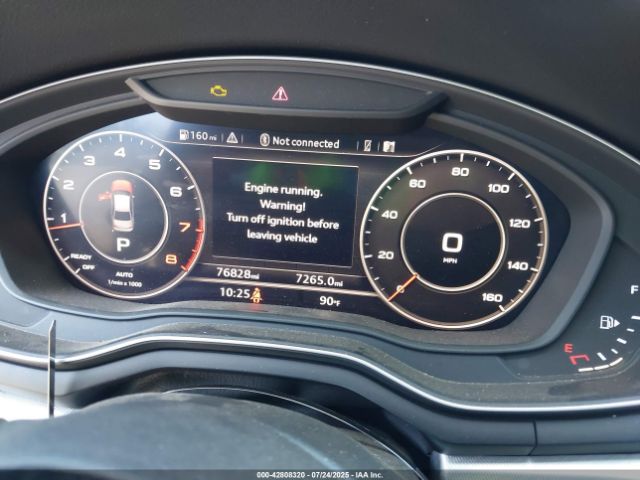 160 mi
Not connected
Engine running.
Warning!
Turn off ignition before
leaving vehicle
1 2 3 4 5 6 7 8
P
READY
OFF
AUTO
1/min x 1000
76828mi
7265.0mi
10:25
90°F
0 20 40 60 80 100 120 140 160
0
MPH
F
E
000-42808320 - 07/24/2025 - IAA Inc.